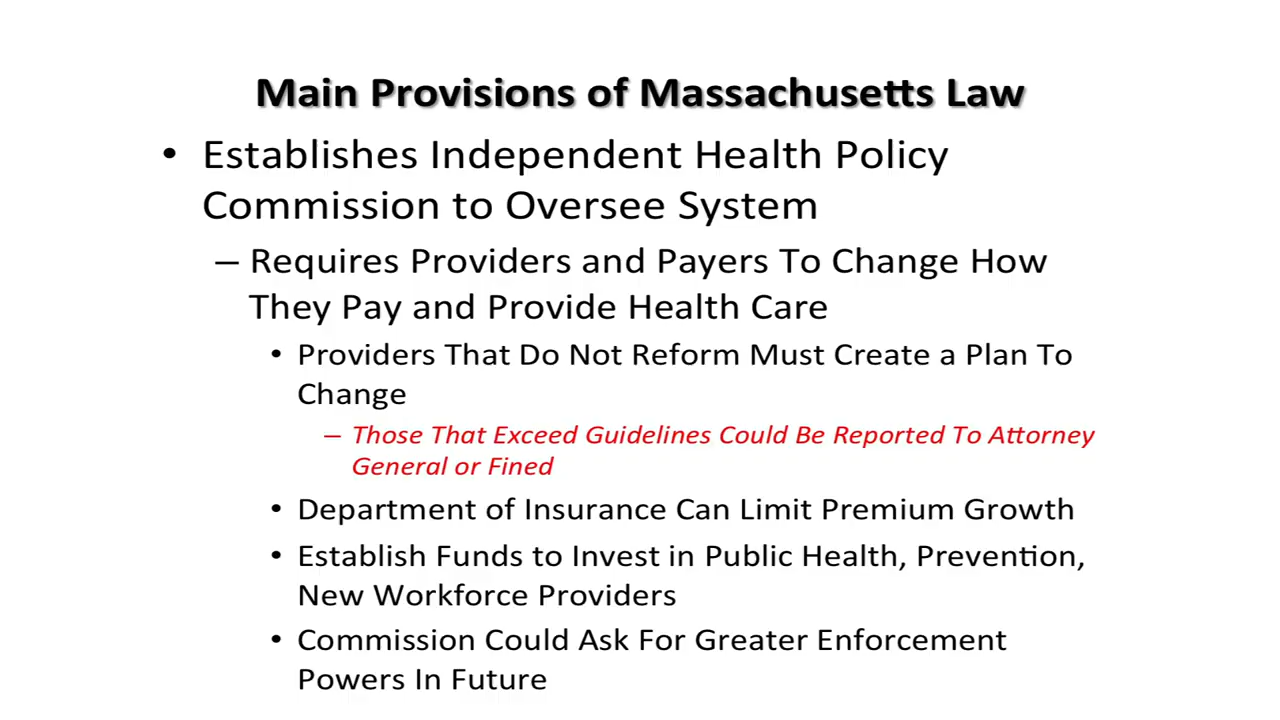 Main Provisions of Massachusetts Law
• Establishes Independent Health Policy
Commission to Oversee System
– Requires Providers and Payers To Change How
They Pay and Provide Health Care
• Providers That Do Not Reform Must Create a Plan To
Change
– Those That Exceed Guidelines Could Be Reported To Attorney
General or Fined
• Department of Insurance Can Limit Premium Growth
• Establish Funds to Invest in Public Health, Prevention,
New Workforce Providers
• Commission Could Ask For Greater Enforcement
Powers In Future